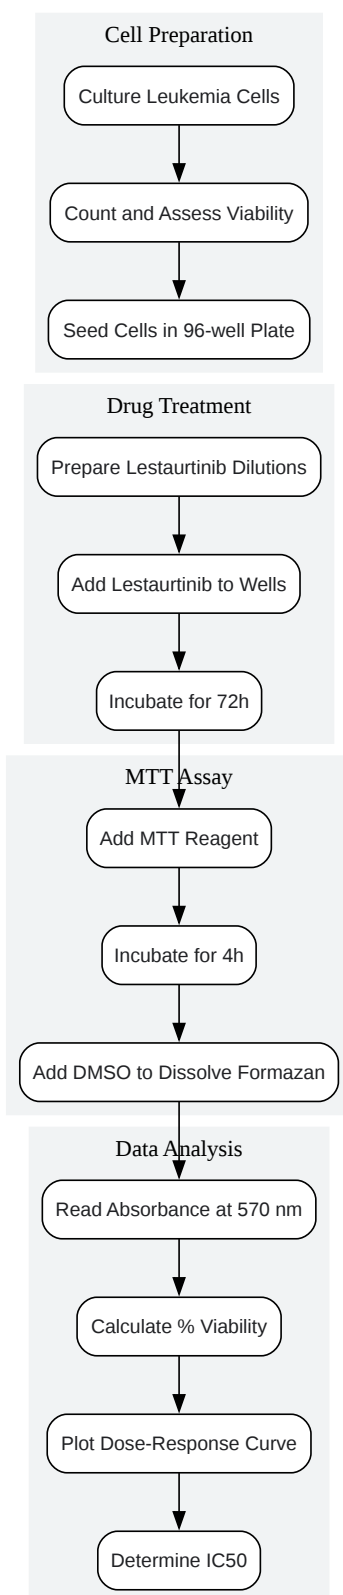 Cell Preparation
Culture Leukemia Cells
Count and Assess Viability
Seed Cells in 96-well Plate
Drug Treatment
Prepare Lestaurtinib Dilutions
Add Lestaurtinib to Wells
Incubate for 72h
MTT Assay
Add MTT Reagent
Incubate for 4h
Add DMSO to Dissolve Formazan
Data Analysis
Read Absorbance at 570 nm
Calculate % Viability
Plot Dose-Response Curve
Determine IC50